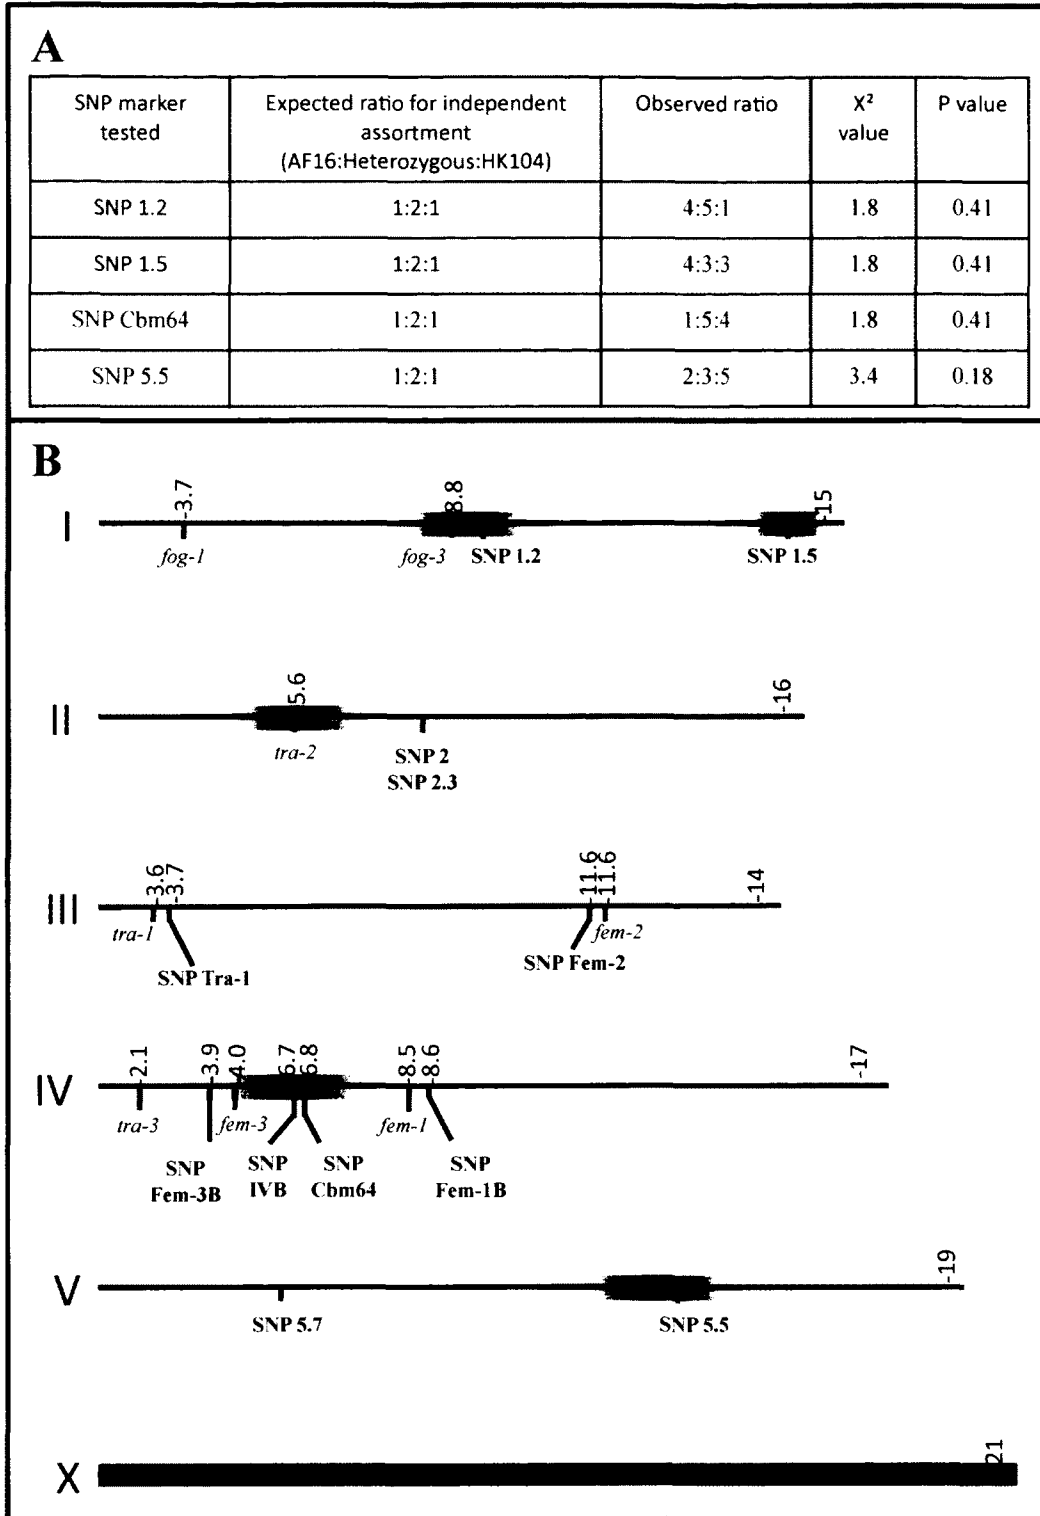 A
SNP marker tested
Expected ratio for independent assortment (AF16:Heterozygous:HK104)
Observed ratio
X² value
P value
SNP 1.2
1:2:1
4:5:1
1.8
0.41
SNP 1.5
1:2:1
4:3:3
1.8
0.41
SNP Cbm64
1:2:1
1:5:4
1.8
0.41
SNP 5.5
1:2:1
2:3:5
3.4
0.18
B
I
3.7
8.8
15
fog-1
fog-3
SNP 1.2
SNP 1.5
II
5.6
16
tra-2
SNP 2
SNP 2.3
III
3.6
3.7
11.6
11.6
14
tra-1
fem-2
SNP Tra-1
SNP Fem-2
IV
2.1
3.9
4.0
6.7
6.8
8.5
8.6
17
tra-3
fem-3
fem-1
SNP Fem-3B
SNP IVB
SNP Cbm64
SNP Fem-1B
V
19
SNP 5.7
SNP 5.5
X
21